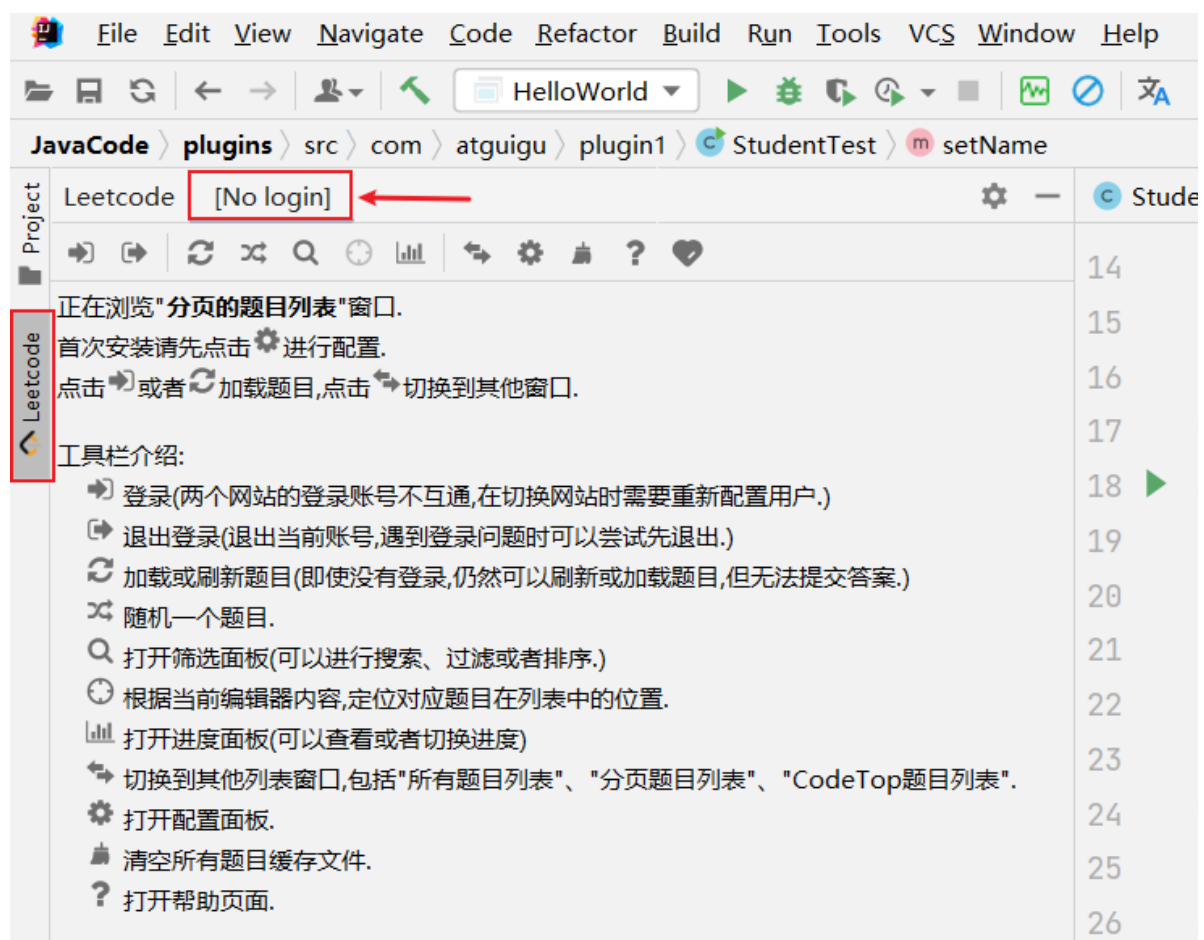 File Edit View Navigate Code Refactor Build Run Tools VCS Window Help
HelloWorld
JavaCode plugins src com atguigu plugin1 StudentTest setName
Project
Leetcode [No login]
Stude
正在浏览"分页的题目列表"窗口.
首次安装请先点击进行配置.
点击或者加载题目,点击切换到其他窗口.
Leetcode
工具栏介绍:
登录(两个网站的登录账号不互通,在切换网站时需要重新配置用户.)
退出登录(退出当前账号,遇到登录问题时可以尝试先退出.)
加载或刷新题目(即使没有登录,仍然可以刷新或加载题目,但无法提交答案.)
随机一个题目.
打开筛选面板(可以进行搜索、过滤或者排序.)
根据当前编辑器内容,定位对应题目在列表中的位置.
打开进度面板(可以查看或者切换进度)
切换到其他列表窗口,包括"所有题目列表"、"分页题目列表"、"CodeTop题目列表".
打开配置面板.
清空所有题目缓存文件.
? 打开帮助页面.
14
15
16
17
18
19
20
21
22
23
24
25
26